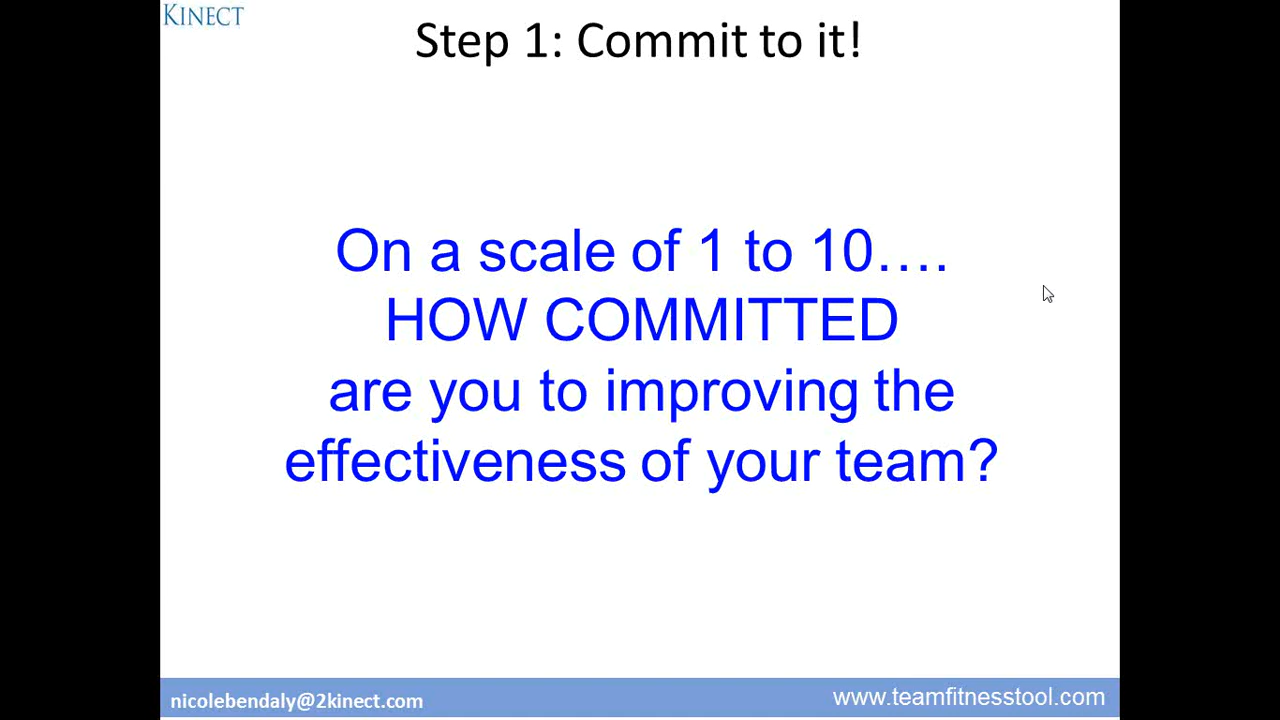 KINECT
Step 1: Commit to it!
On a scale of 1 to 10….
HOW COMMITTED
are you to improving the
effectiveness of your team?
nicolebendaly@2kinect.com
www.teamfitnesstool.com